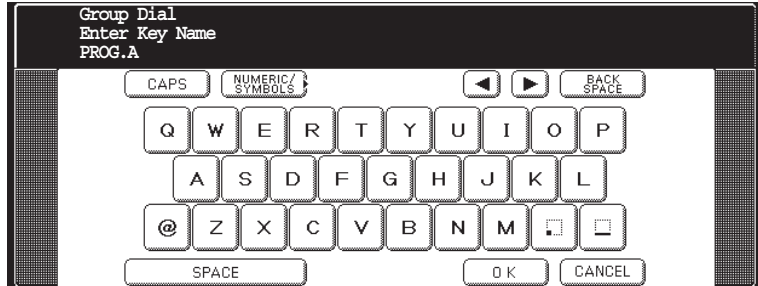 Group Dial
Enter Key Name
PROG.A
CAPS NUMERIC/ SYMBOLS ◀ ▶ BACK SPACE
Q W E R T Y U I O P
A S D F G H J K L
@ Z X C V B N M . _
SPACE OK CANCEL